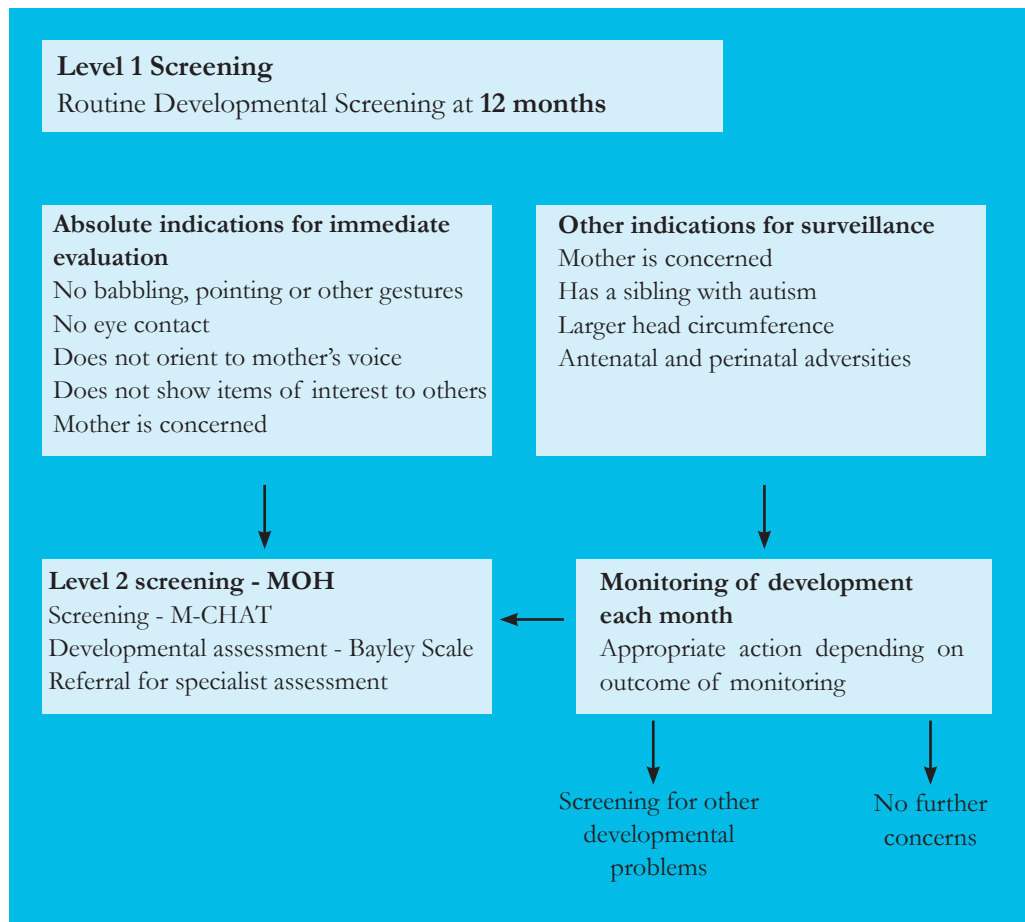 Level 1 Screening
Routine Developmental Screening at 12 months
Absolute indications for immediate
evaluation
No babbling, pointing or other gestures
No eye contact
Does not orient to mother's voice
Does not show items of interest to others
Mother is concerned
Other indications for surveillance
Mother is concerned
Has a sibling with autism
Larger head circumference
Antenatal and perinatal adversities
Level 2 screening - MOH
Screening - M-CHAT
Developmental assessment - Bayley Scale
Referral for specialist assessment
Monitoring of development
each month
Appropriate action depending on
outcome of monitoring
Screening for other
developmental
problems
No further
concerns